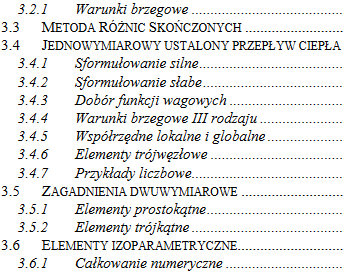 3.2.1 Warunki brzegowe
3.3 METODA RÓŻNIC SKOŃCZONYCH
3.4 JEDNOWYMIAROWY USTALONY PRZEPŁYW CIEPŁA
3.4.1 Sformułowanie silne
3.4.2 Sformułowanie słabe
3.4.3 Dobór funkcji wagowych
3.4.4 Warunki brzegowe III rodzaju
3.4.5 Współrzędne lokalne i globalne
3.4.6 Elementy trójwęzłowe
3.4.7 Przykłady liczbowe
3.5 ZAGADNIENIA DWUWYMIAROWE
3.5.1 Elementy prostokątne
3.5.2 Elementy trójkątne
3.6 ELEMENTY IZOPARAMETRYCZNE
3.6.1 Całkowanie numeryczne